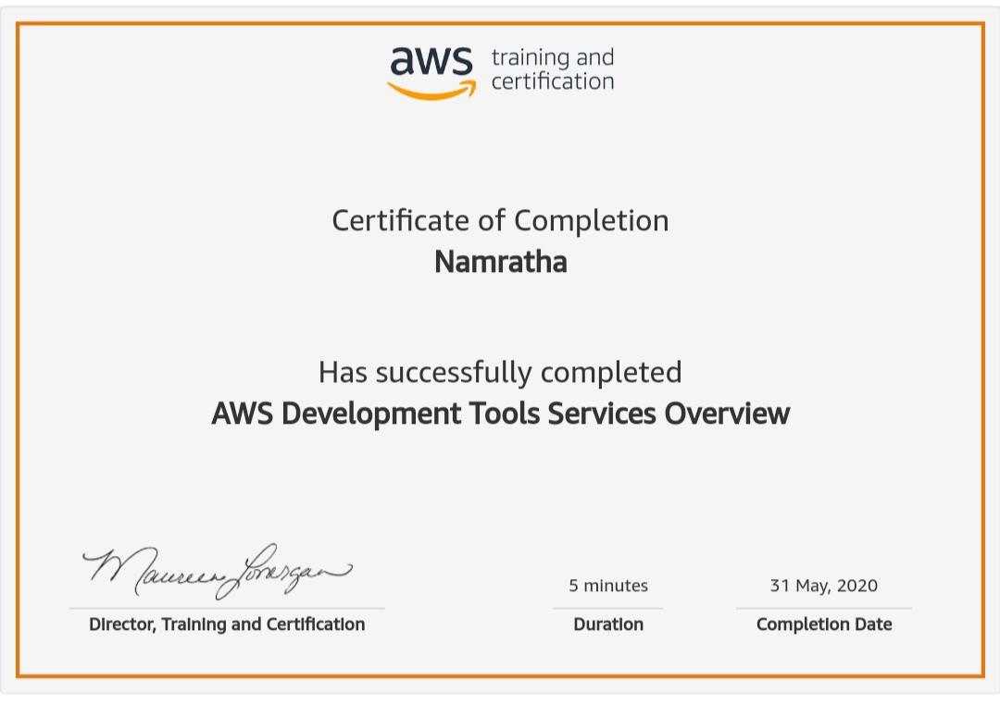 aws training and
certification
Certificate of Completion
Namratha
Has successfully completed
AWS Development Tools Services Overview
Maureen Lonergan
Director, Training and Certification
5 minutes
Duration
31 May, 2020
Completion Date